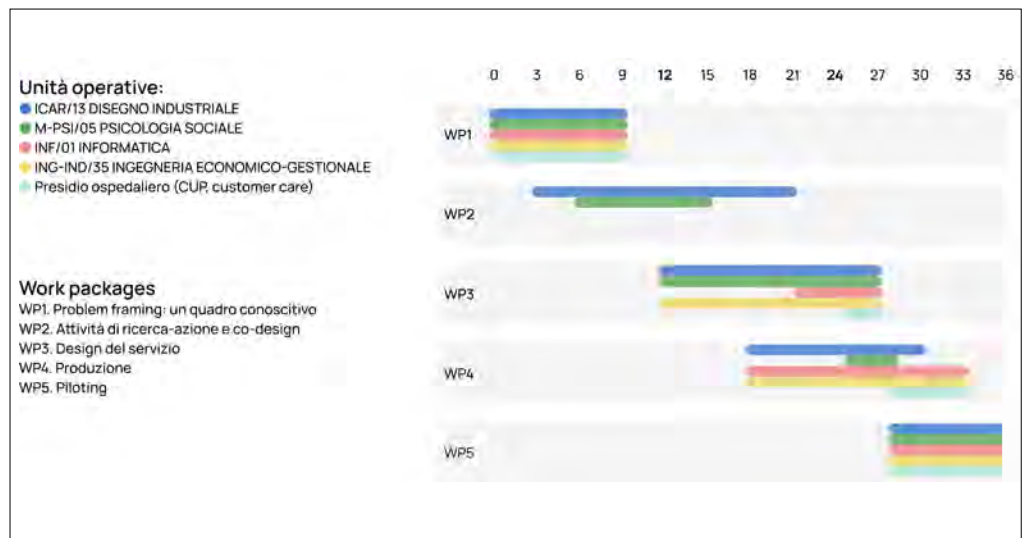 Unità operative:
ICAR/13 DISEGNO INDUSTRIALE
M-PSI/05 PSICOLOGIA SOCIALE
INF/01 INFORMATICA
ING-IND/35 INGEGNERIA ECONOMICO-GESTIONALE
Presidio ospedaliero (CUP, customer care)
Work packages
WP1. Problem framing: un quadro conoscitivo
WP2. Attività di ricerca-azione e co-design
WP3. Design del servizio
WP4. Produzione
WP5. Piloting
0 3 6 9 12 15 18 21 24 27 30 33 36
WP1
WP2
WP3
WP4
WP5